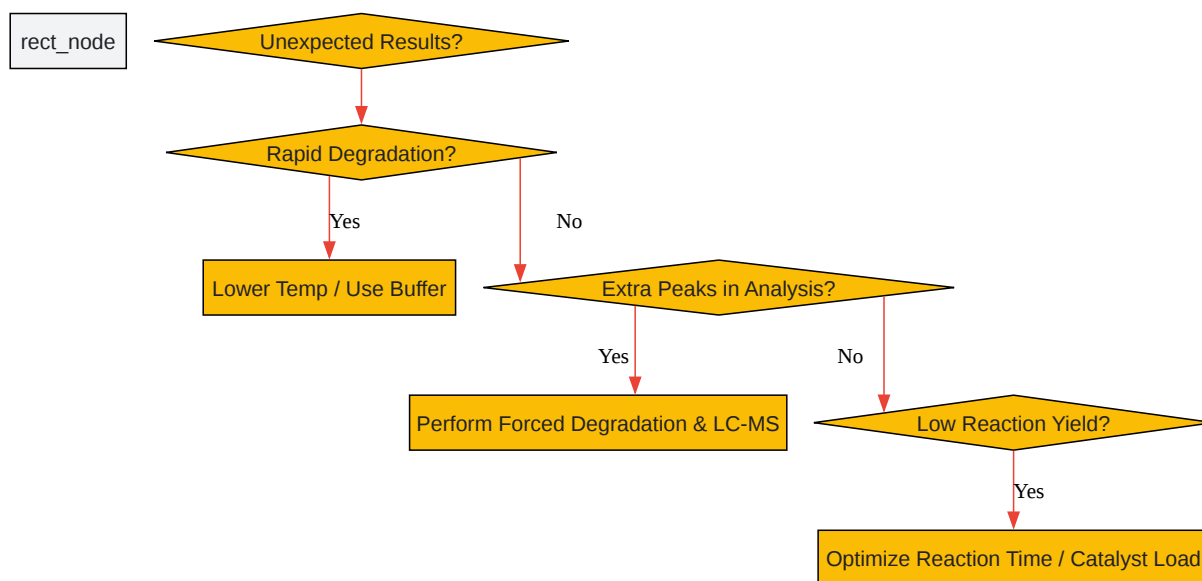 rect_node
Unexpected Results?
Rapid Degradation?
Yes
No
Lower Temp / Use Buffer
Extra Peaks in Analysis?
Yes
No
Perform Forced Degradation & LC-MS
Low Reaction Yield?
Yes
Optimize Reaction Time / Catalyst Load